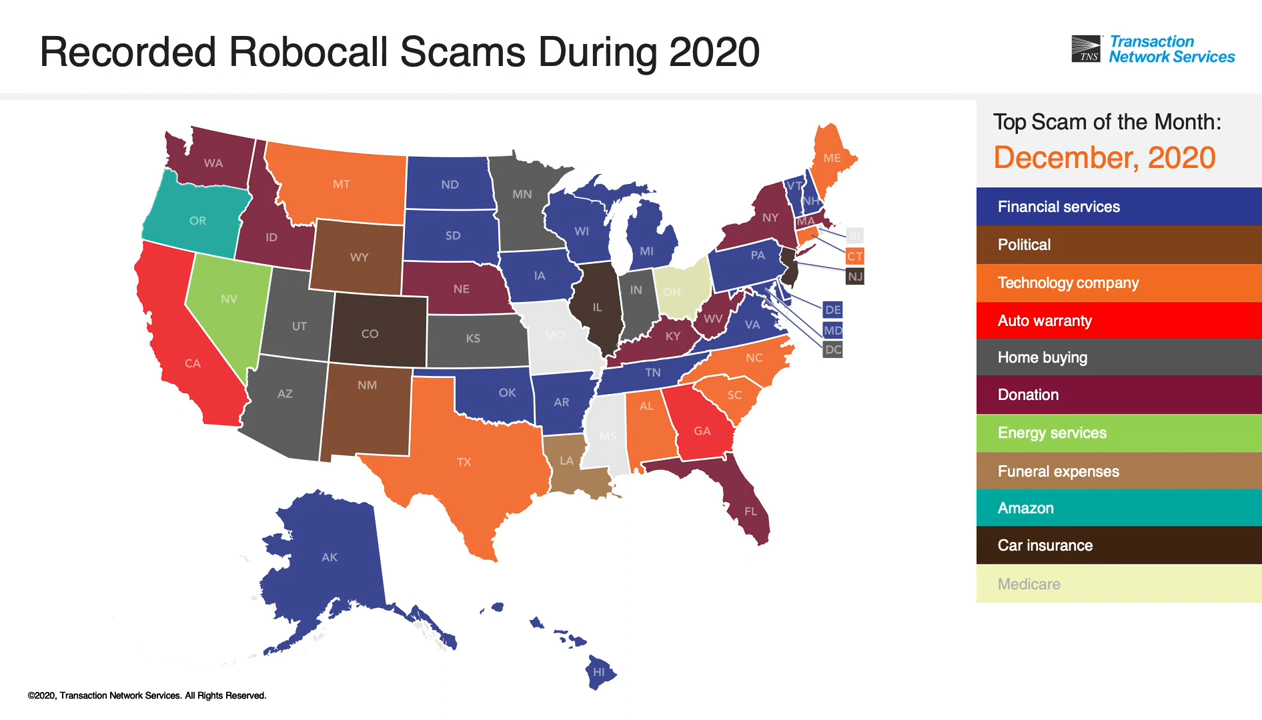 Recorded Robocall Scams During 2020
TNS
Transaction
Network Services
Top Scam of the Month:
December, 2020
Financial services
Political
Technology company
Auto warranty
Home buying
Donation
Energy services
Funeral expenses
Amazon
Car insurance
Medicare
WA
MT
ND
MN
ME
VT
NH
OR
ID
SD
WI
NY
MA
RI
WY
MI
PA
CT
NJ
NV
NE
IA
IL
IN
OH
DE
UT
CO
KS
MO
KY
WV
VA
MD
DC
CA
AZ
NM
OK
AR
TN
NC
SC
TX
LA
MS
AL
GA
FL
AK
HI
©2020, Transaction Network Services. All Rights Reserved.